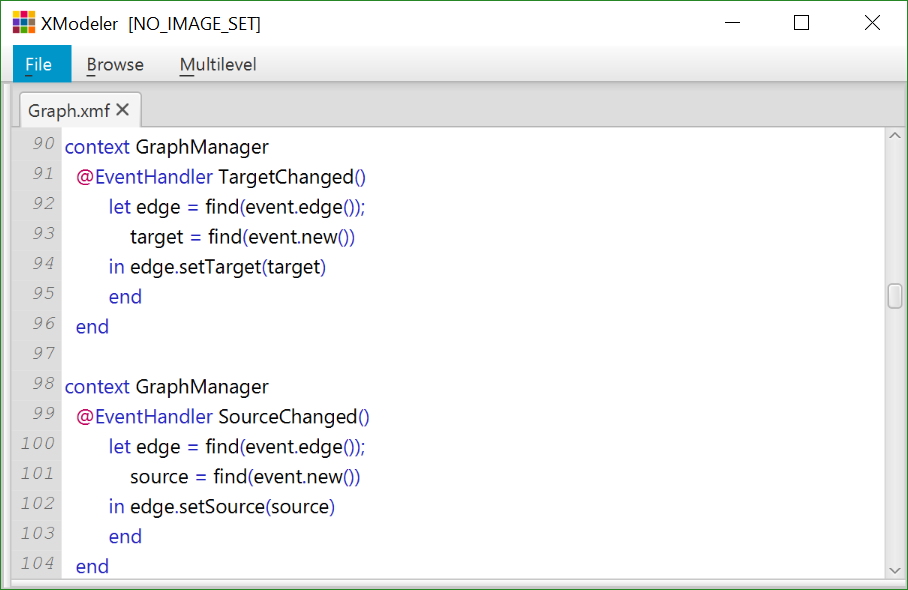 XModeler [NO_IMAGE_SET]
File Browse Multilevel
Graph.xmf
90 context GraphManager
91 @EventHandler TargetChanged()
92 let edge = find(event.edge());
93 target = find(event.new())
94 in edge.setTarget(target)
95 end
96 end
97
98 context GraphManager
99 @EventHandler SourceChanged()
100 let edge = find(event.edge());
101 source = find(event.new())
102 in edge.setSource(source)
103 end
104 end